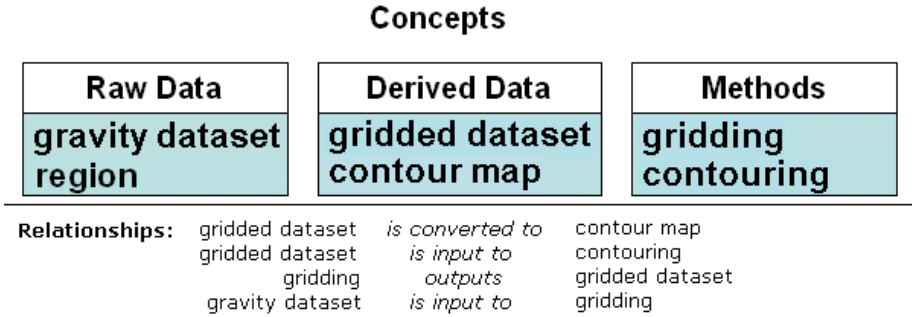 Concepts
Raw Data
gravity dataset
region
Derived Data
gridded dataset
contour map
Methods
gridding
contouring
Relationships: gridded dataset is converted to contour map
gridded dataset is input to contouring
gridding outputs gridded dataset
gravity dataset is input to gridding